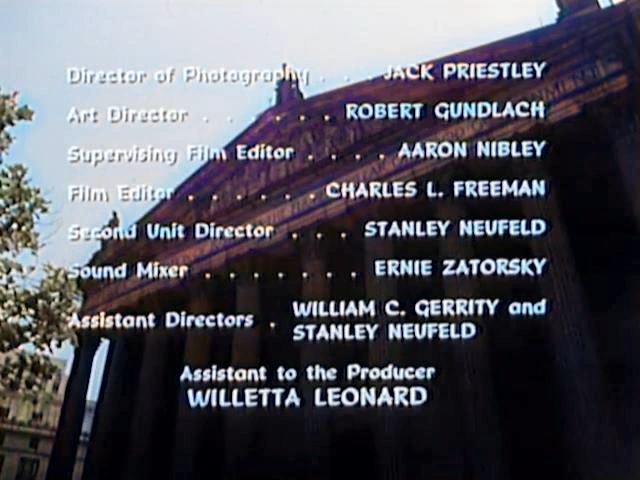 Director of Photography . . . JACK PRIESTLEY
Art Director . . . . . . ROBERT GUNDLACH
Supervising Film Editor . . . . AARON NIBLEY
Film Editor . . . . . . . CHARLES L. FREEMAN
Second Unit Director . . . STANLEY NEUFELD
Sound Mixer . . . . . . . ERNIE ZATORSKY
Assistant Directors . WILLIAM C. GERRITY and
STANLEY NEUFELD
Assistant to the Producer
WILLETTA LEONARD